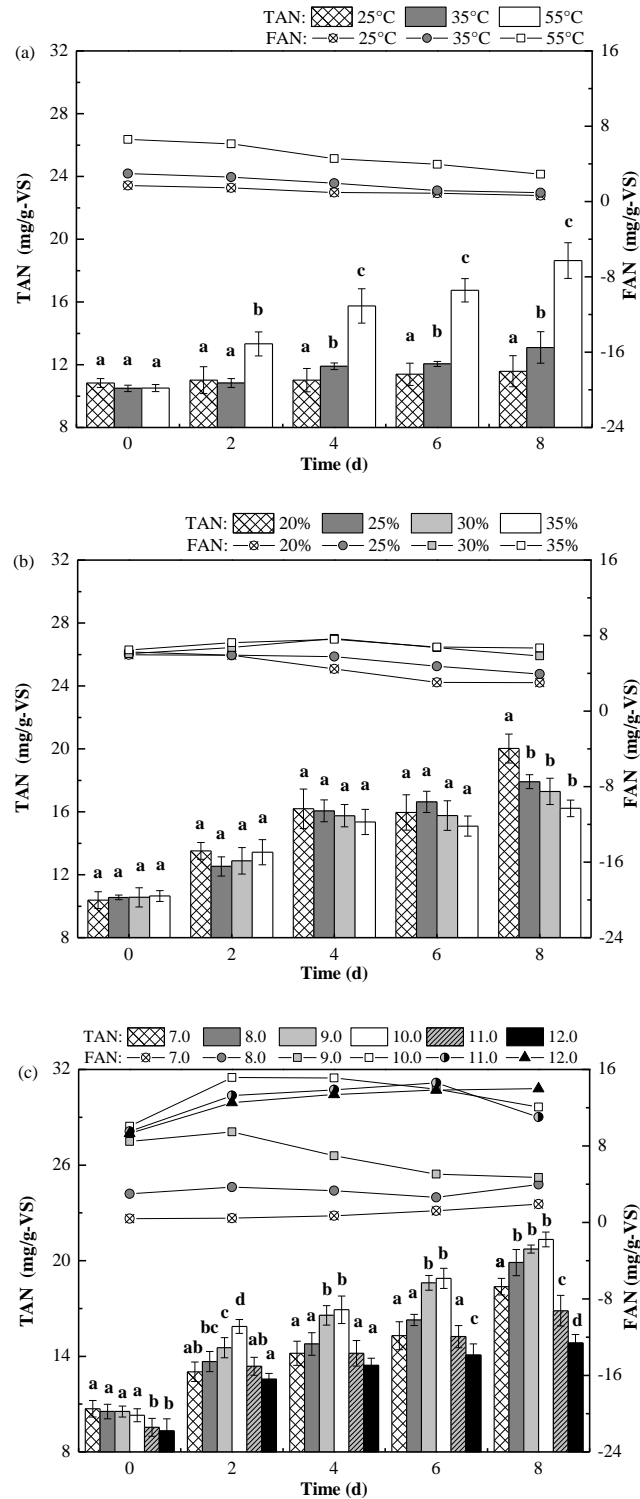 TAN: 25°C 35°C 55°C
FAN: 25°C 35°C 55°C
(a)
32
28
24
20
16
12
8
TAN (mg/g-VS)
16
8
0
-8
-16
-24
FAN (mg/g-VS)
a a a
a a b
a b c
a b c
a b c
0 2 4 6 8
Time (d)
TAN: 20% 25% 30% 35%
FAN: 20% 25% 30% 35%
(b)
32
28
24
20
16
12
8
TAN (mg/g-VS)
16
8
0
-8
-16
-24
FAN (mg/g-VS)
a a a a
a a a a
a a a a
a a a a
a b b b
0 2 4 6 8
Time (d)
TAN: 7.0 8.0 9.0 10.0 11.0 12.0
FAN: 7.0 8.0 9.0 10.0 11.0 12.0
(c)
32
26
20
14
8
TAN (mg/g-VS)
16
8
0
-8
-16
-24
FAN (mg/g-VS)
a a a a b b
ab bc c d ab a
a a b b a a
a a b b a c
a b b b c d
0 2 4 6 8
Time (d)